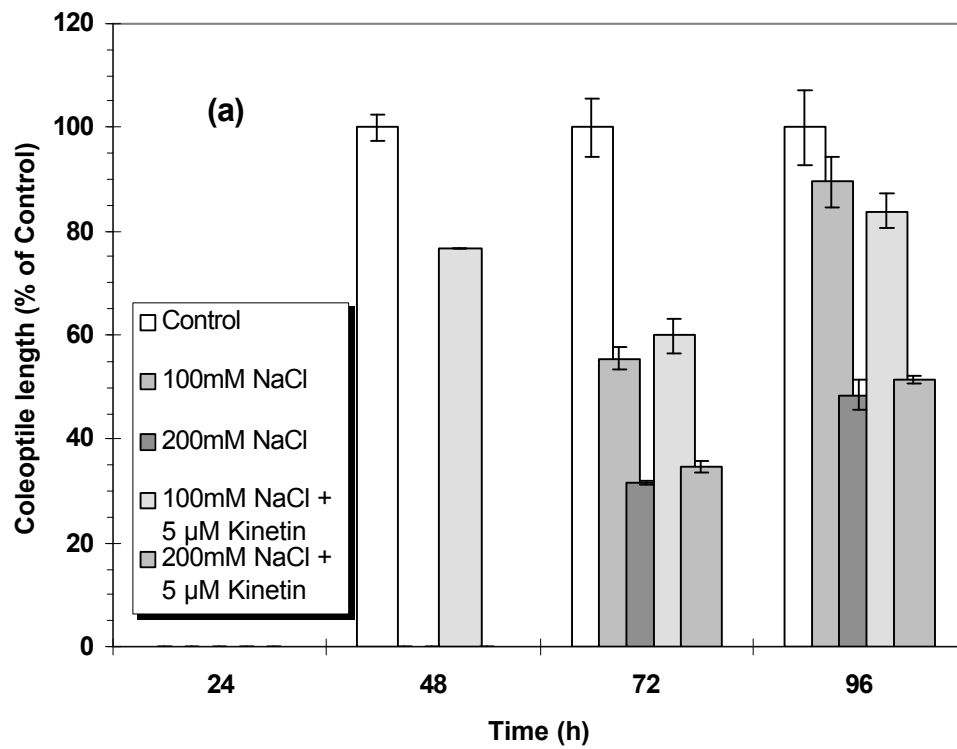 120
100
80
60
40
20
0
Coleoptile length (% of Control)
(a)
Control
100mM NaCl
200mM NaCl
100mM NaCl +
5 µM Kinetin
200mM NaCl +
5 µM Kinetin
24 48 72 96
Time (h)